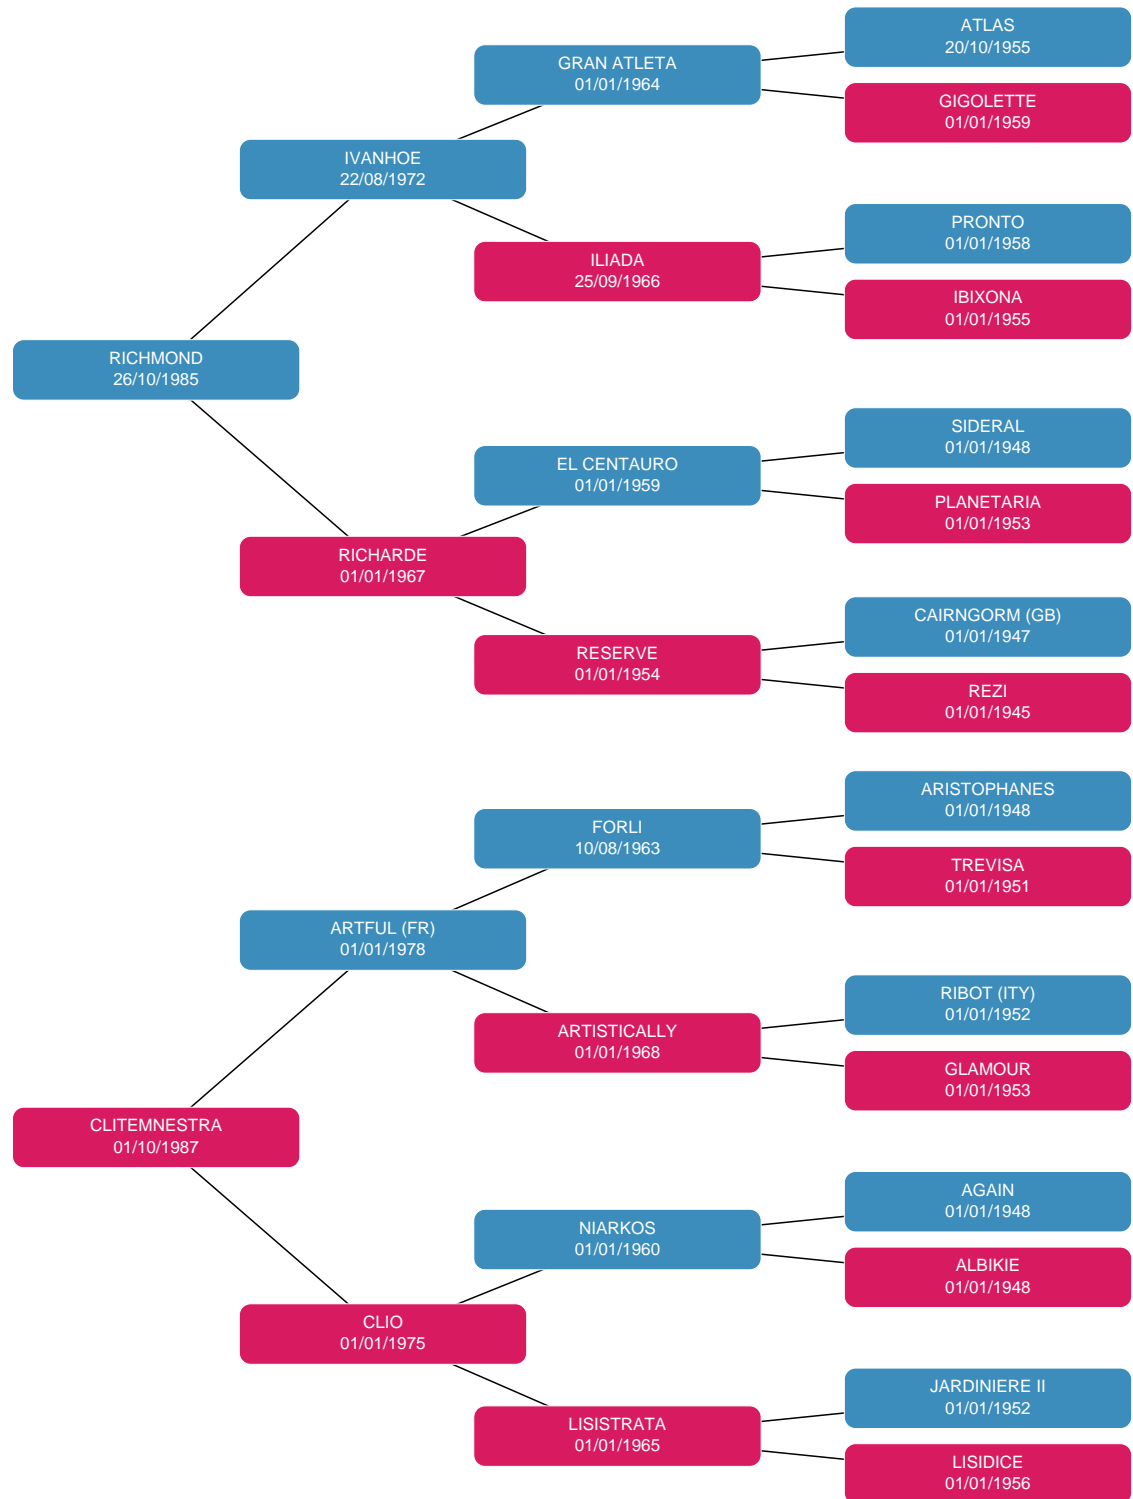 ATLAS
20/10/1955
GRAN ATLETA
01/01/1964
GIGOLETTE
01/01/1959
IVANHOE
22/08/1972
PRONTO
01/01/1958
ILIADA
25/09/1966
IBIXONA
01/01/1955
RICHMOND
26/10/1985
SIDERAL
01/01/1948
EL CENTAURO
01/01/1959
PLANETARIA
01/01/1953
RICHARDE
01/01/1967
CAIRNGORM (GB)
01/01/1947
RESERVE
01/01/1954
REZI
01/01/1945
ARISTOPHANES
01/01/1948
FORLI
10/08/1963
TREVISA
01/01/1951
ARTFUL (FR)
01/01/1978
RIBOT (ITY)
01/01/1952
ARTISTICALLY
01/01/1968
GLAMOUR
01/01/1953
CLITEMNESTRA
01/10/1987
AGAIN
01/01/1948
NIARKOS
01/01/1960
ALBIKIE
01/01/1948
CLIO
01/01/1975
JARDINIERE II
01/01/1952
LISISTRATA
01/01/1965
LISIDICE
01/01/1956